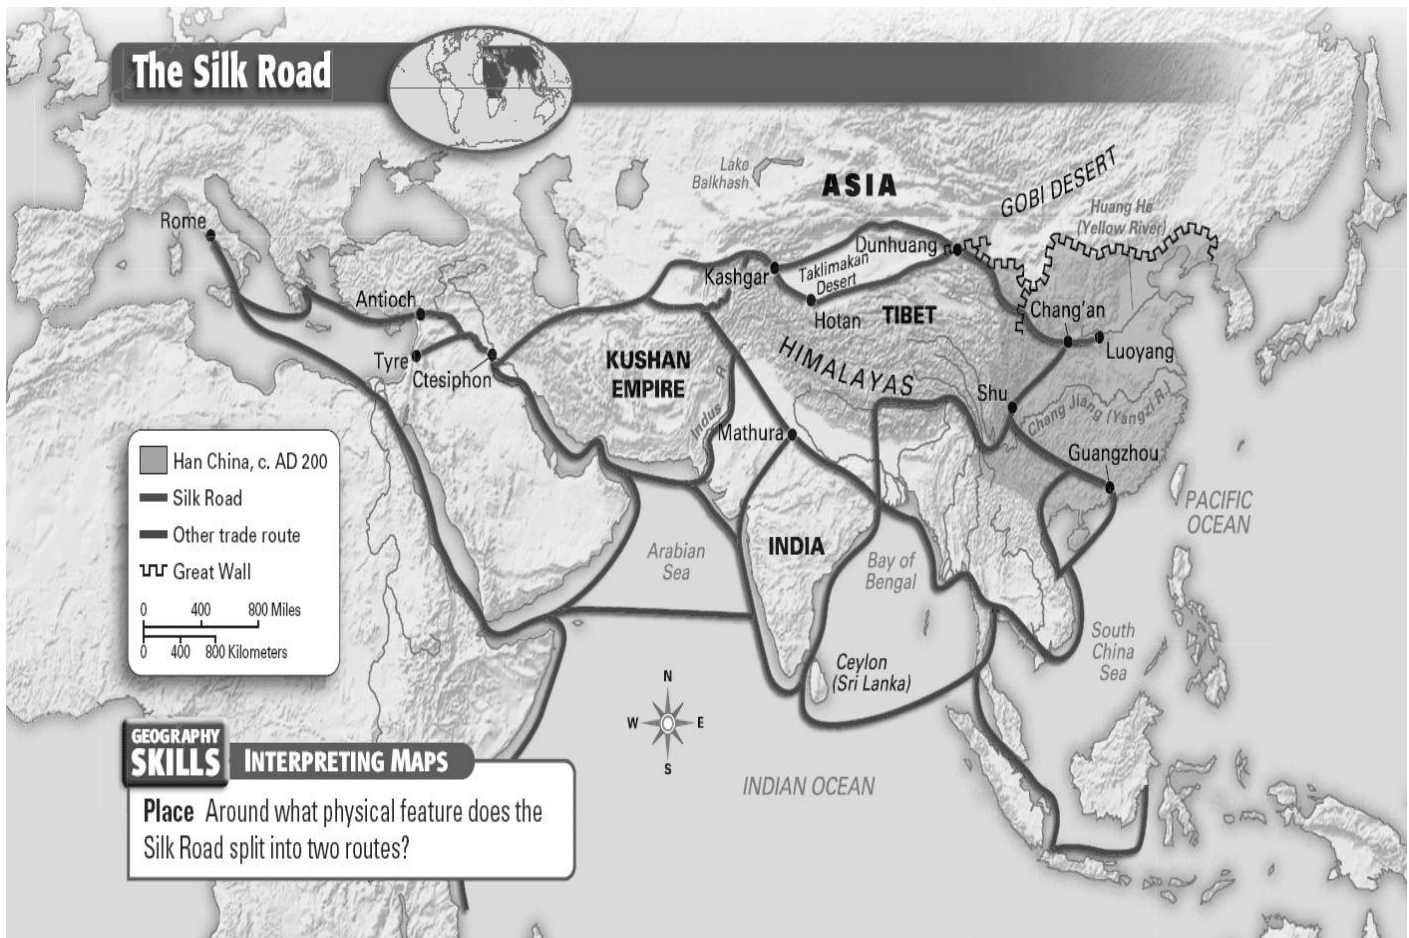 The Silk Road
Lake
Balkhash
ASIA
GOBI DESERT
Huang He
(Yellow River)
Rome
Dunhuang
Kashgar
Taklimakan
Desert
Antioch
Hotan
TIBET
Chang'an
Tyre
Ctesiphon
KUSHAN
EMPIRE
HIMALAYAS
Luoyang
Indus R.
Mathura
Shu
Chang Jiang (Yangzi R.)
Guangzhou
Han China, c. AD 200
Silk Road
Other trade route
Great Wall
0 400 800 Miles
0 400 800 Kilometers
PACIFIC
OCEAN
Arabian
Sea
INDIA
Bay of
Bengal
South
China
Sea
Ceylon
(Sri Lanka)
N
W E
S
INDIAN OCEAN
GEOGRAPHY
SKILLS
INTERPRETING MAPS
Place Around what physical feature does the
Silk Road split into two routes?